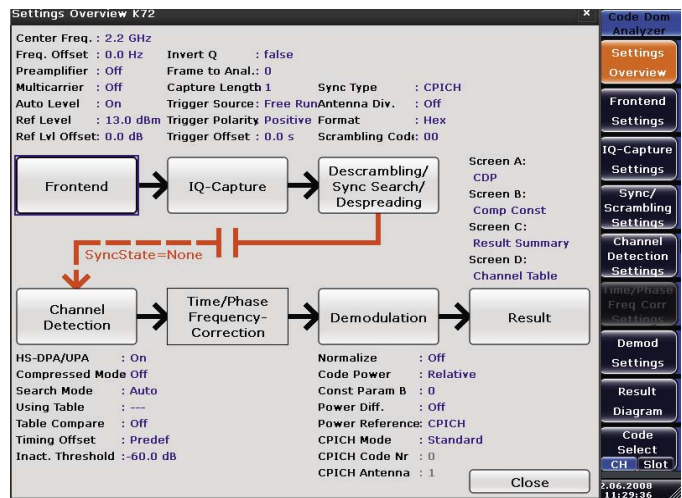 Settings Overview K72
×
Center Freq. : 2.2 GHz
Freq. Offset : 0.0 Hz
Preamplifier : Off
Multicarrier : Off
Auto Level : On
Ref Level : 13.0 dBm
Ref Lvl Offset: 0.0 dB
Invert Q : false
Frame to Anal.: 0
Capture Length 1
Trigger Source: Free Run
Trigger Polarity Positive
Trigger Offset : 0.0 s
Sync Type : CPICH
Antenna Div. : Off
Format : Hex
Scrambling Code: 00
Frontend
IQ-Capture
Descrambling/
Sync Search/
Despreading
Screen A:
CDP
Screen B:
Comp Const
Screen C:
Result Summary
Screen D:
Channel Table
SyncState=None
Channel
Detection
Time/Phase
Frequency-
Correction
Demodulation
Result
HS-DPA/UPA : On
Compressed Mode Off
Search Mode : Auto
Using Table : ---
Table Compare : Off
Timing Offset : Predef
Inact. Threshold :-60.0 dB
Normalize : Off
Code Power : Relative
Const Param B : 0
Power Diff. : Off
Power Reference: CPICH
CPICH Mode : Standard
CPICH Code Nr : 0
CPICH Antenna : 1
Close
Code Dom
Analyzer
Settings
Overview
Frontend
Settings
IQ-Capture
Settings
Sync/
Scrambling
Settings
Channel
Detection
Settings
Time/Phase
Freq Corr
Settings
Demod
Settings
Result
Diagram
Code
Select
CH Slot
2.06.2008
11:29:36